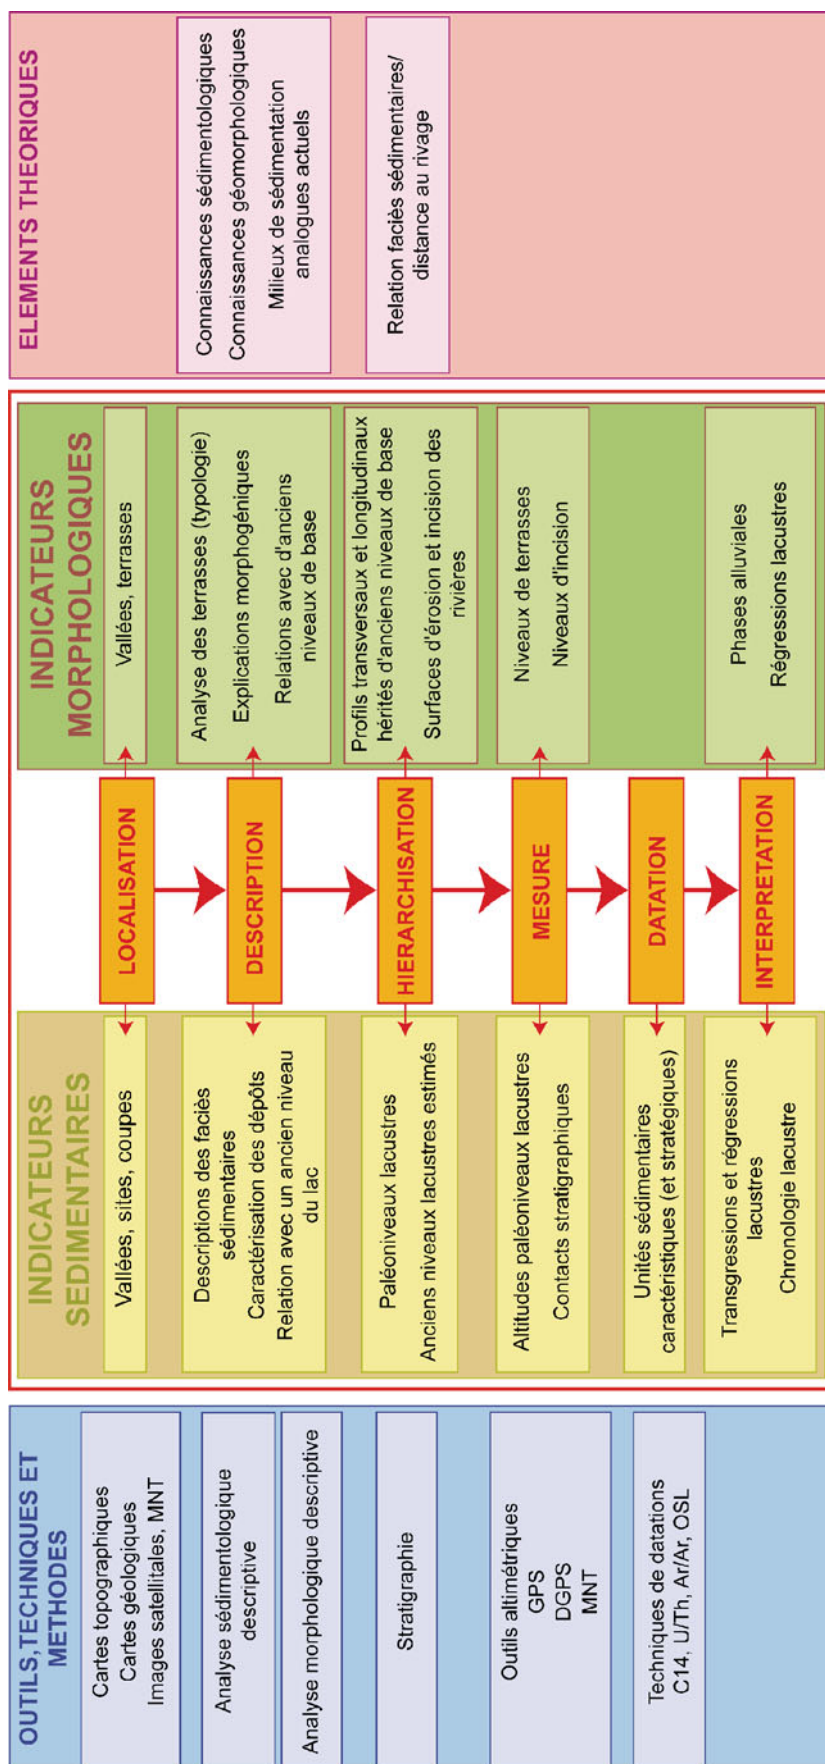 OUTILS,TECHNIQUES ET
METHODES
Cartes topographiques
Cartes géologiques
Images satellitales, MNT
Analyse sédimentologique
descriptive
Analyse morphologique descriptive
Stratigraphie
Outils altimétriques
GPS
DGPS
MNT
Techniques de datations
C14, U/Th, Ar/Ar, OSL
INDICATEURS
SEDIMENTAIRES
Vallées, sites, coupes
Descriptions des faciès
sédimentaires
Caractérisation des dépôts
Relation avec un ancien niveau
du lac
Paléoniveaux lacustres
Anciens niveaux lacustres estimés
Altitudes paléoniveaux lacustres
Contacts stratigraphiques
Unités sédimentaires
caractéristiques (et stratégiques)
Transgressions et régressions
lacustres
Chronologie lacustre
LOCALISATION
DESCRIPTION
HIERARCHISATION
MESURE
DATATION
INTERPRETATION
INDICATEURS
MORPHOLOGIQUES
Vallées, terrasses
Analyse des terrasses (typologie)
Explications morphogéniques
Relations avec d'anciens
niveaux de base
Profils transversaux et longitudinaux
hérités d'anciens niveaux de base
Surfaces d'érosion et incision des
rivières
Niveaux de terrasses
Niveaux d'incision
Phases alluviales
Régressions lacustres
ELEMENTS THEORIQUES
Connaissances sédimentologiques
Connaissances géomorphologiques
Milieux de sédimentation
analogues actuels
Relation faciès sédimentaires/
distance au rivage